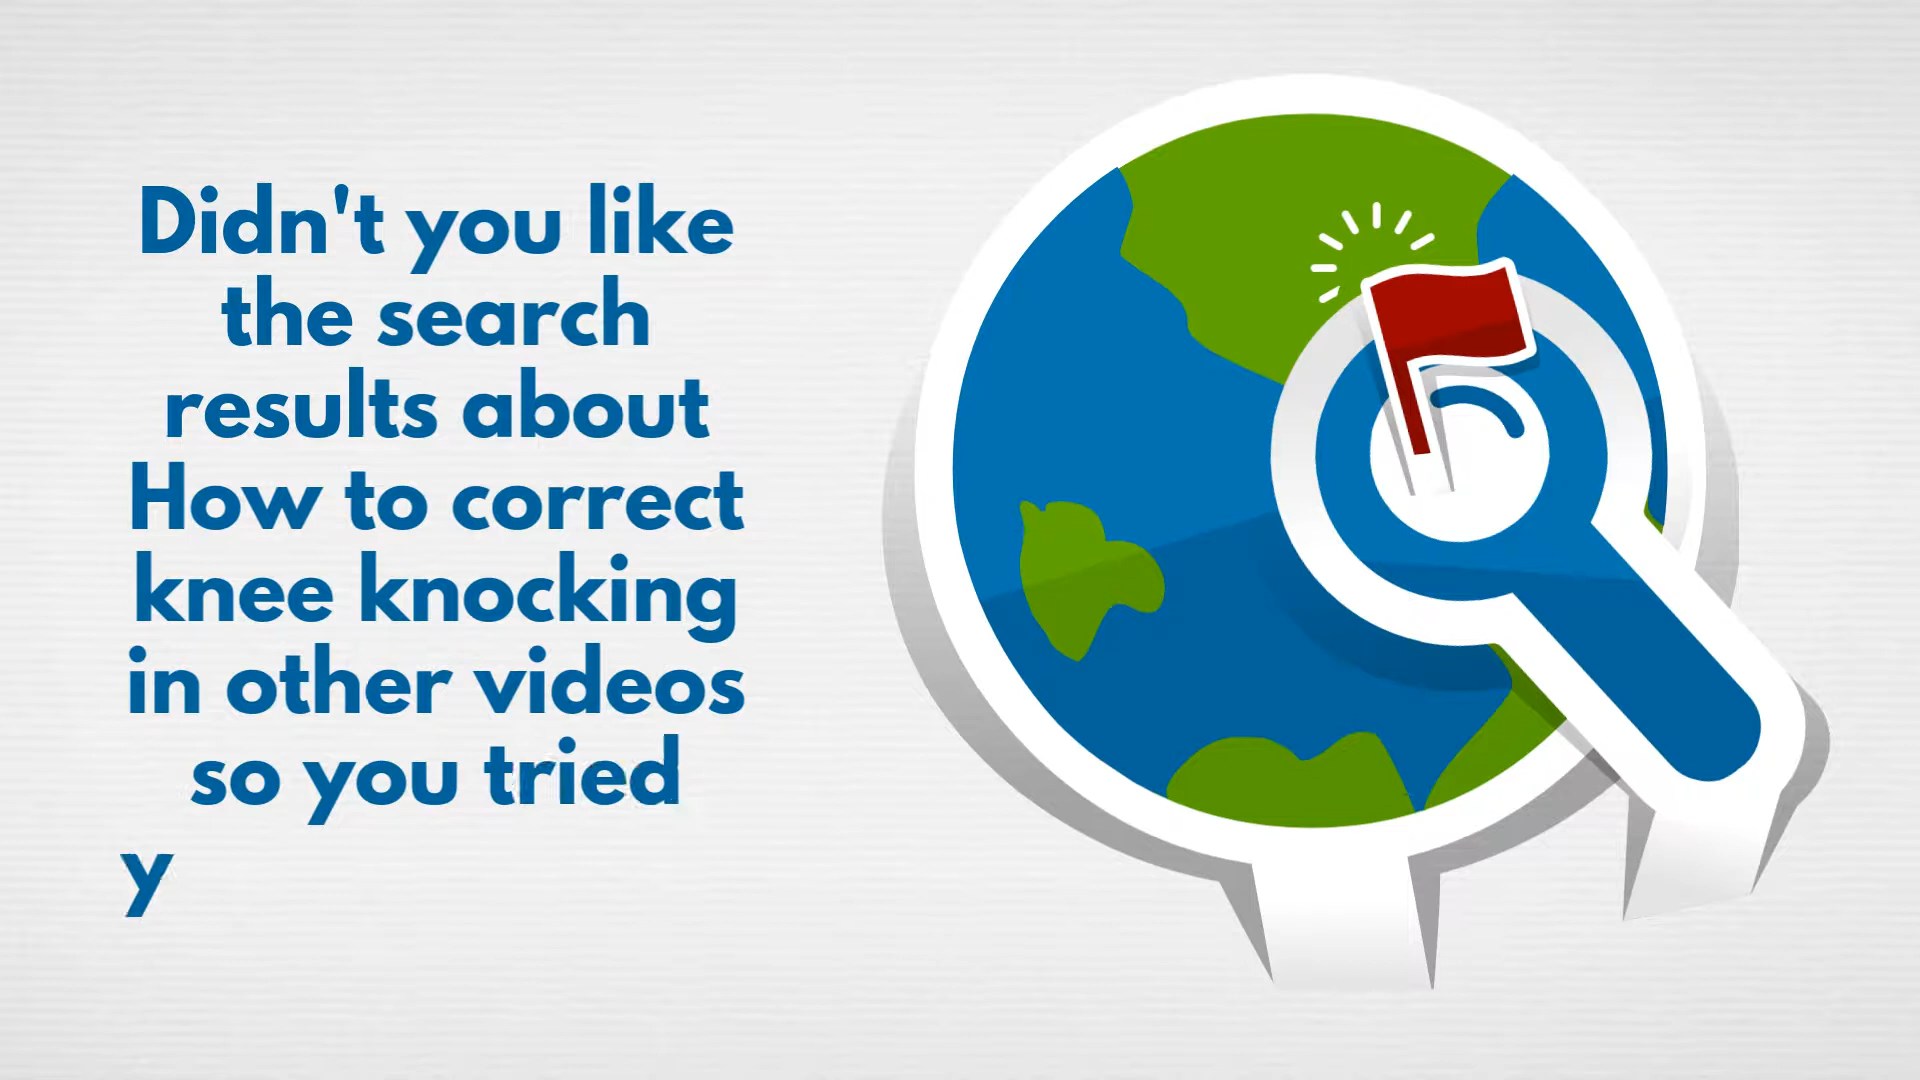 Didn't you like
the search
results about
How to correct
knee knocking
in other videos
so you tried
y